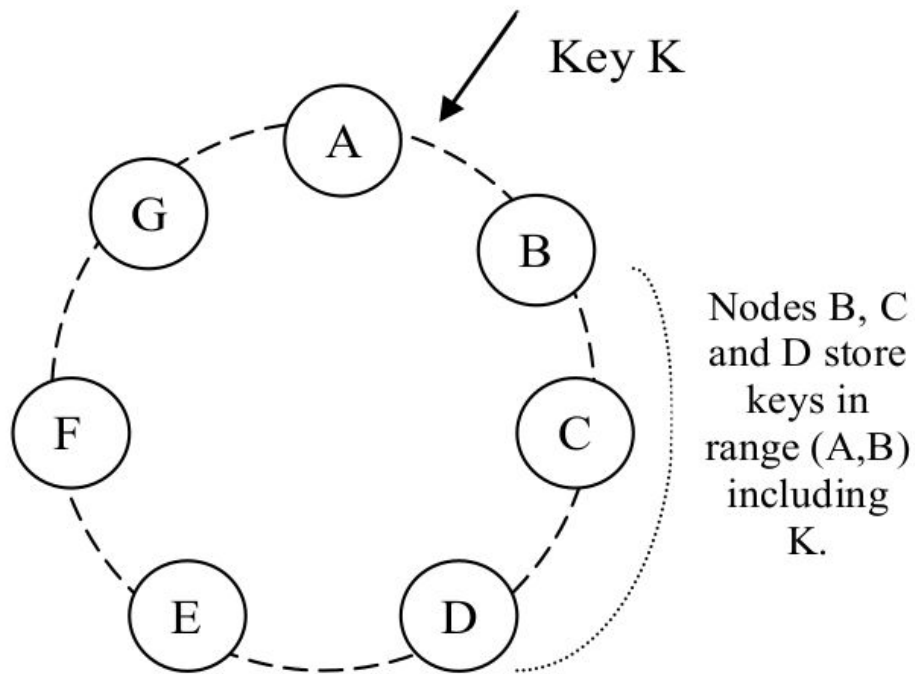 Key K
A
G
B
Nodes B, C
and D store
keys in
range (A,B)
including
K.
F
C
E
D